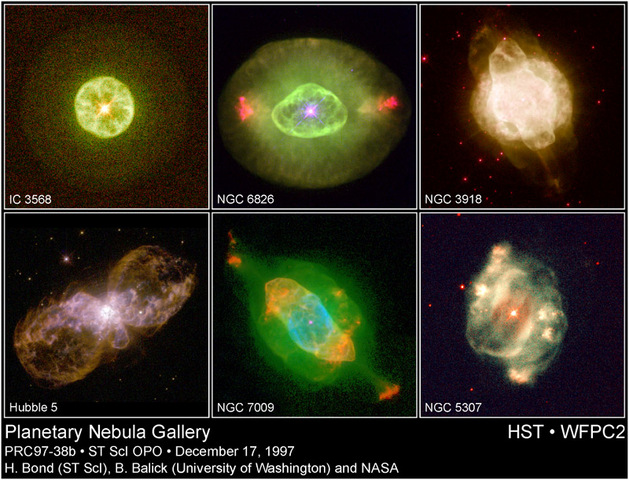 IC 3568
NGC 6826
NGC 3918
Hubble 5
NGC 7009
NGC 5307
Planetary Nebula Gallery
HST • WFPC2
PRC97-38b • ST ScI OPO • December 17, 1997
H. Bond (ST ScI), B. Balick (University of Washington) and NASA